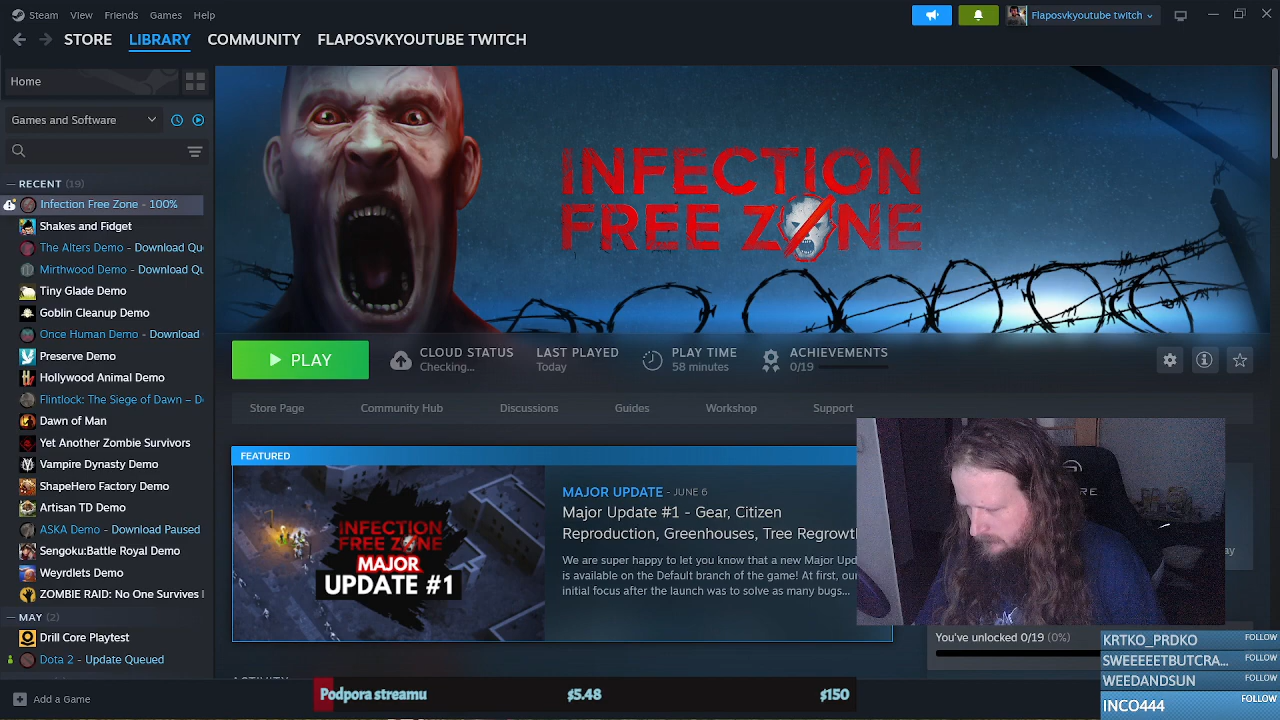 Steam View Friends Games Help
Flaposvkyoutube twitch
STORE LIBRARY COMMUNITY FLAPOSVKYOUTUBE TWITCH
Home
Games and Software
RECENT (19)
Infection Free Zone - 100%
Shakes and Fidget
The Alters Demo - Download Qu
Mirthwood Demo - Download Qu
Tiny Glade Demo
Goblin Cleanup Demo
Once Human Demo - Download
Preserve Demo
Hollywood Animal Demo
Flintlock: The Siege of Dawn - D
Dawn of Man
Yet Another Zombie Survivors
Vampire Dynasty Demo
ShapeHero Factory Demo
Artisan TD Demo
ASKA Demo - Download Paused
Sengoku Battle Royal Demo
Weyrdlets Demo
ZOMBIE RAID: No One Survives
MAY (2)
Drill Core Playtest
Dota 2 - Update Queued
Add a Game
INFECTION
FREE ZONE
PLAY
CLOUD STATUS
Checking...
LAST PLAYED
Today
PLAY TIME
58 minutes
ACHIEVEMENTS
0/19
Store Page Community Hub Discussions Guides Workshop Support
FEATURED
INFECTION
FREE ZONE
MAJOR
UPDATE #1
MAJOR UPDATE - JUNE 6
Major Update #1 - Gear, Citizen
Reproduction, Greenhouses, Tree Regrowt
We are super happy to let you know that a new Major Upd
is available on the Default branch of the game! At first, our
initial focus after the launch was to solve as many bugs...
You've unlocked 0/19 (0%)
Podpora streamu $5.48 $150
KRTKO_PRDKO FOLLOW
SWEEEETBUTCRA... FOLLOW
WEEDANDSUN FOLLOW
INCO444 FOLLOW